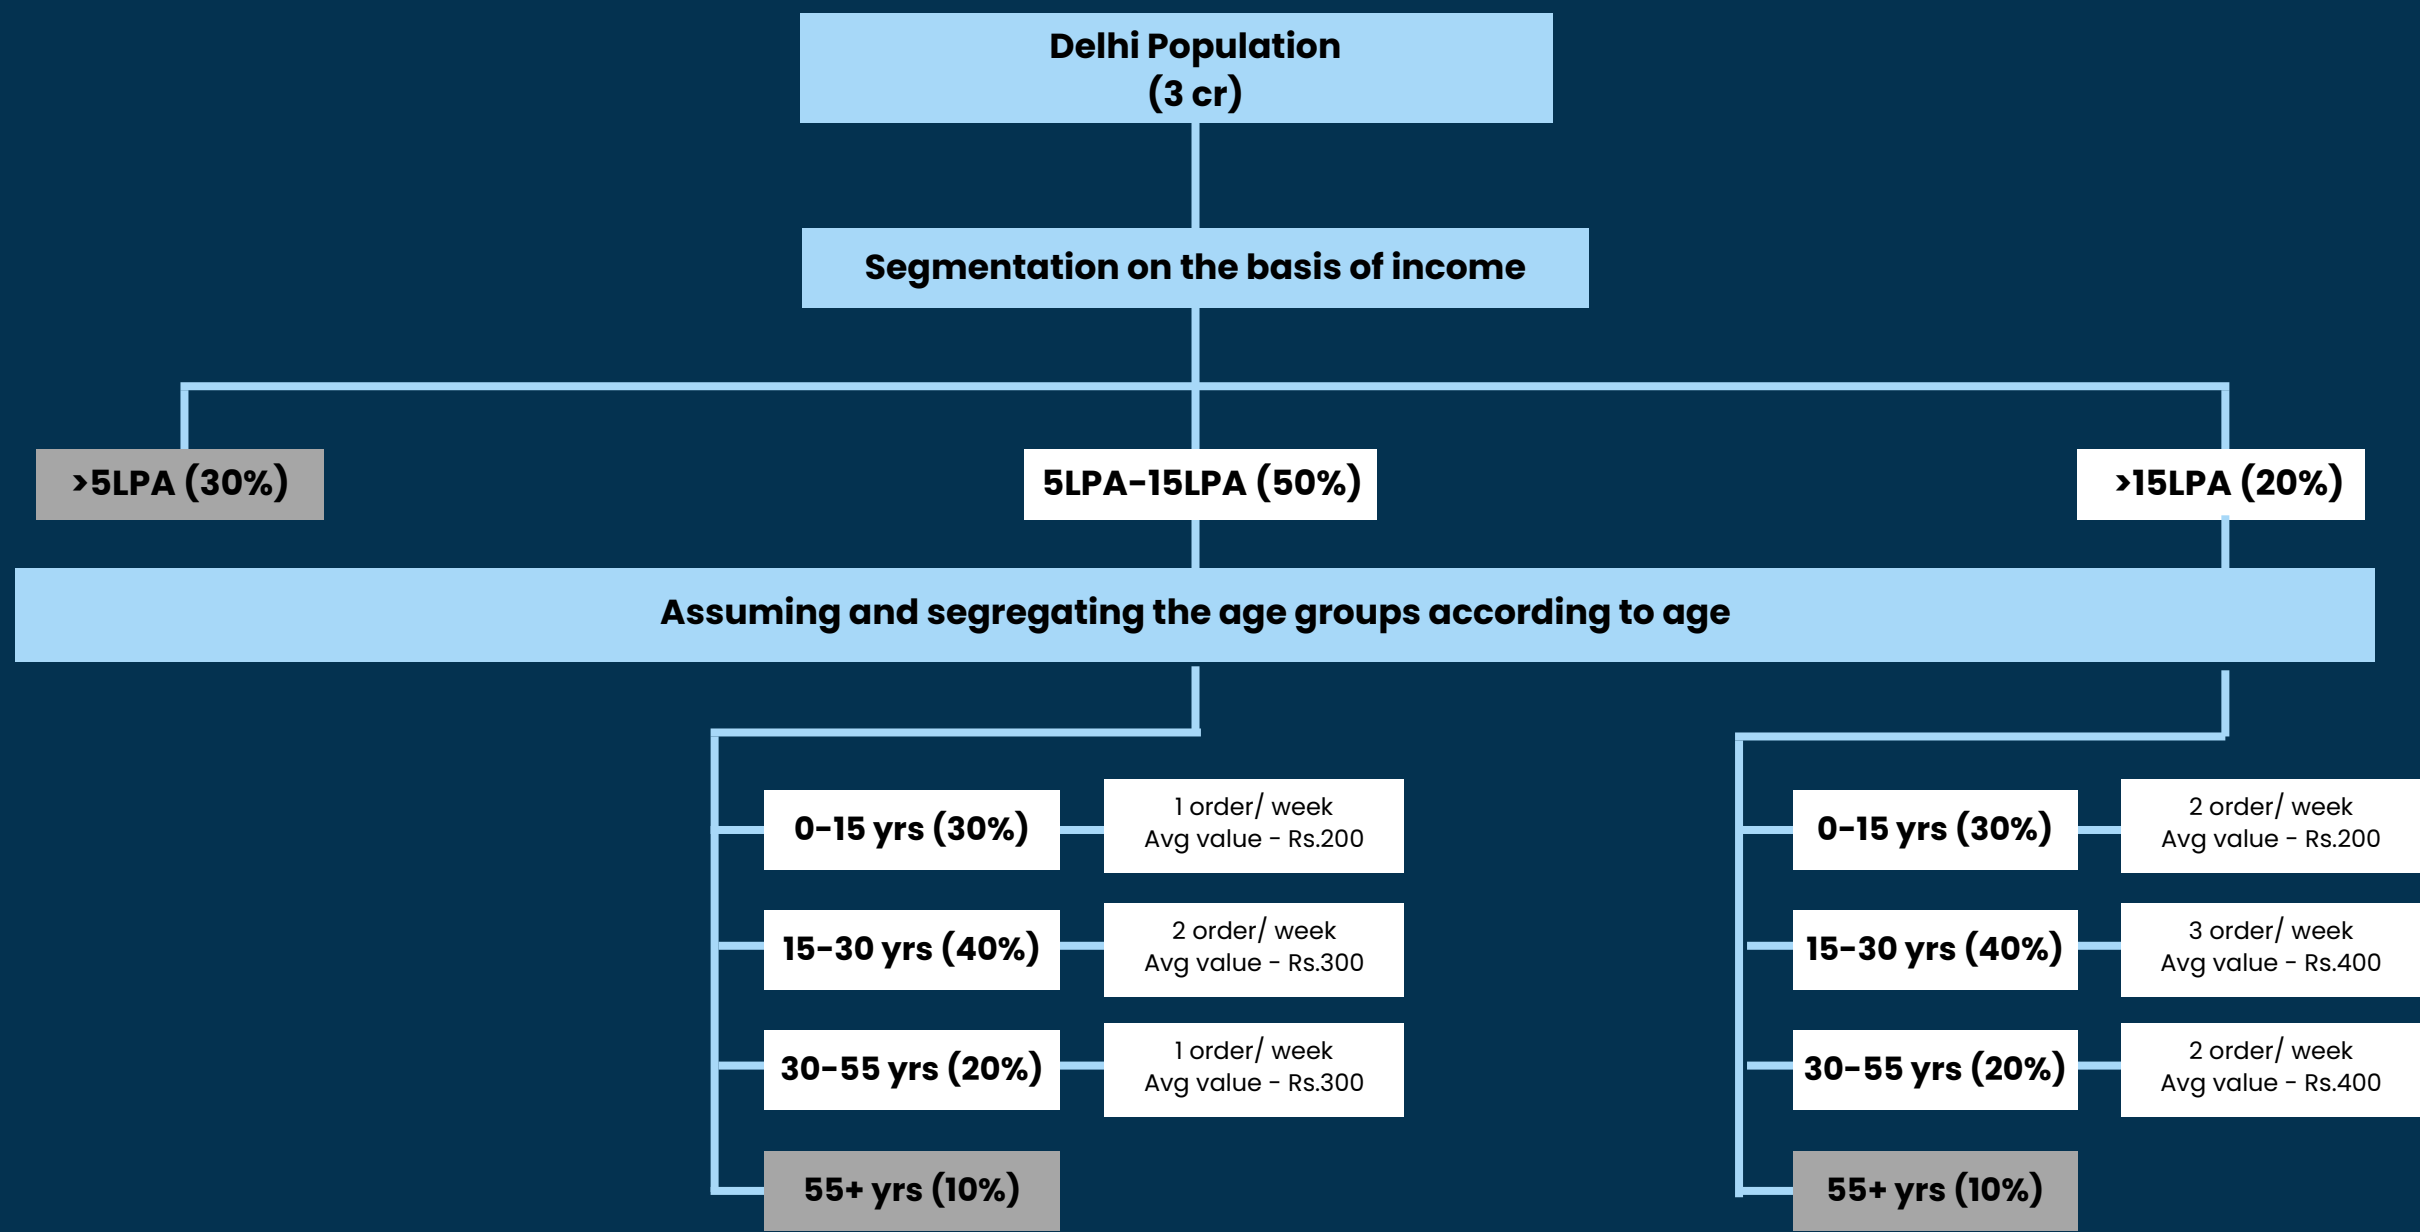 Delhi Population
(3 cr)
Segmentation on the basis of income
>5LPA (30%)
5LPA-15LPA (50%)
>15LPA (20%)
Assuming and segregating the age groups according to age
0-15 yrs (30%)
1 order/ week
Avg value - Rs.200
15-30 yrs (40%)
2 order/ week
Avg value - Rs.300
30-55 yrs (20%)
1 order/ week
Avg value - Rs.300
55+ yrs (10%)
0-15 yrs (30%)
2 order/ week
Avg value - Rs.200
15-30 yrs (40%)
3 order/ week
Avg value - Rs.400
30-55 yrs (20%)
2 order/ week
Avg value - Rs.400
55+ yrs (10%)